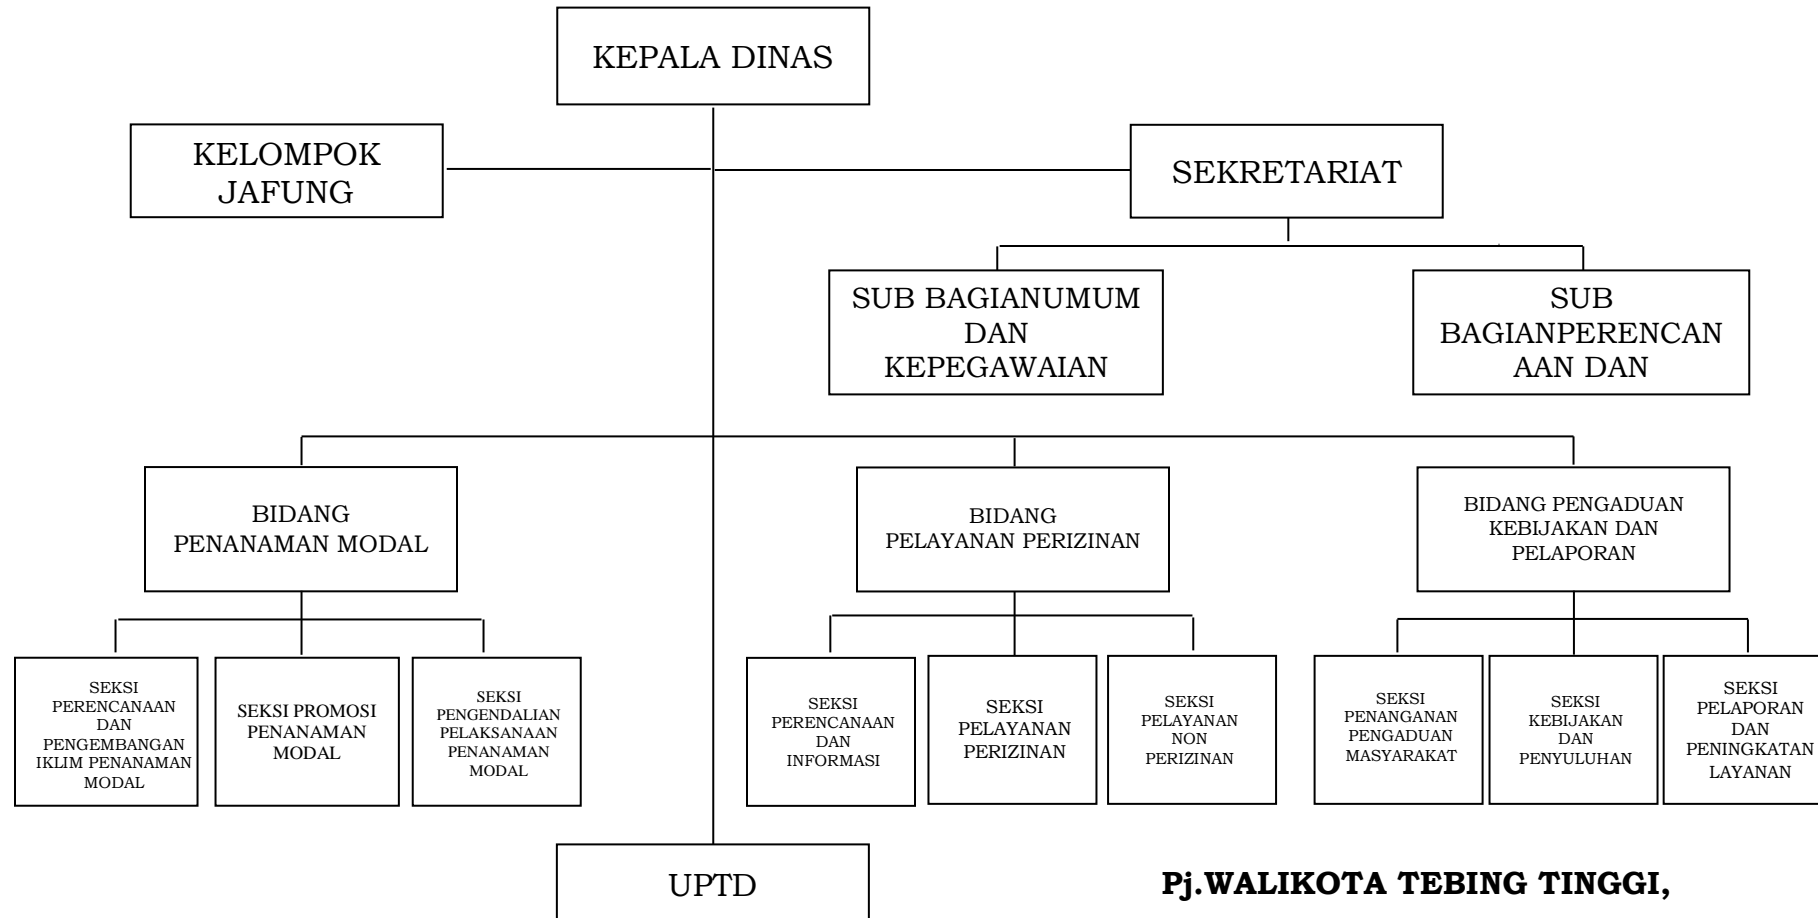 KEPALA DINAS
KELOMPOK
JAFUNG
SEKRETARIAT
SUB BAGIANUMUM
DAN
KEPEGAWAIAN
SUB
BAGIANPERENCAN
AAN DAN
BIDANG
PENANAMAN MODAL
BIDANG
PELAYANAN PERIZINAN
BIDANG PENGADUAN
KEBIJAKAN DAN
PELAPORAN
SEKSI
PERENCANAAN
DAN
PENGEMBANGAN
IKLIM PENANAMAN
MODAL
SEKSI PROMOSI
PENANAMAN
MODAL
SEKSI
PENGENDALIAN
PELAKSANAAN
PENANAMAN
MODAL
SEKSI
PERENCANAAN
DAN
INFORMASI
SEKSI
PELAYANAN
PERIZINAN
SEKSI
PELAYANAN
NON
PERIZINAN
SEKSI
PENANGANAN
PENGADUAN
MASYARAKAT
SEKSI
KEBIJAKAN
DAN
PENYULUHAN
SEKSI
PELAPORAN
DAN
PENINGKATAN
LAYANAN
UPTD
Pj.WALIKOTA TEBING TINGGI,